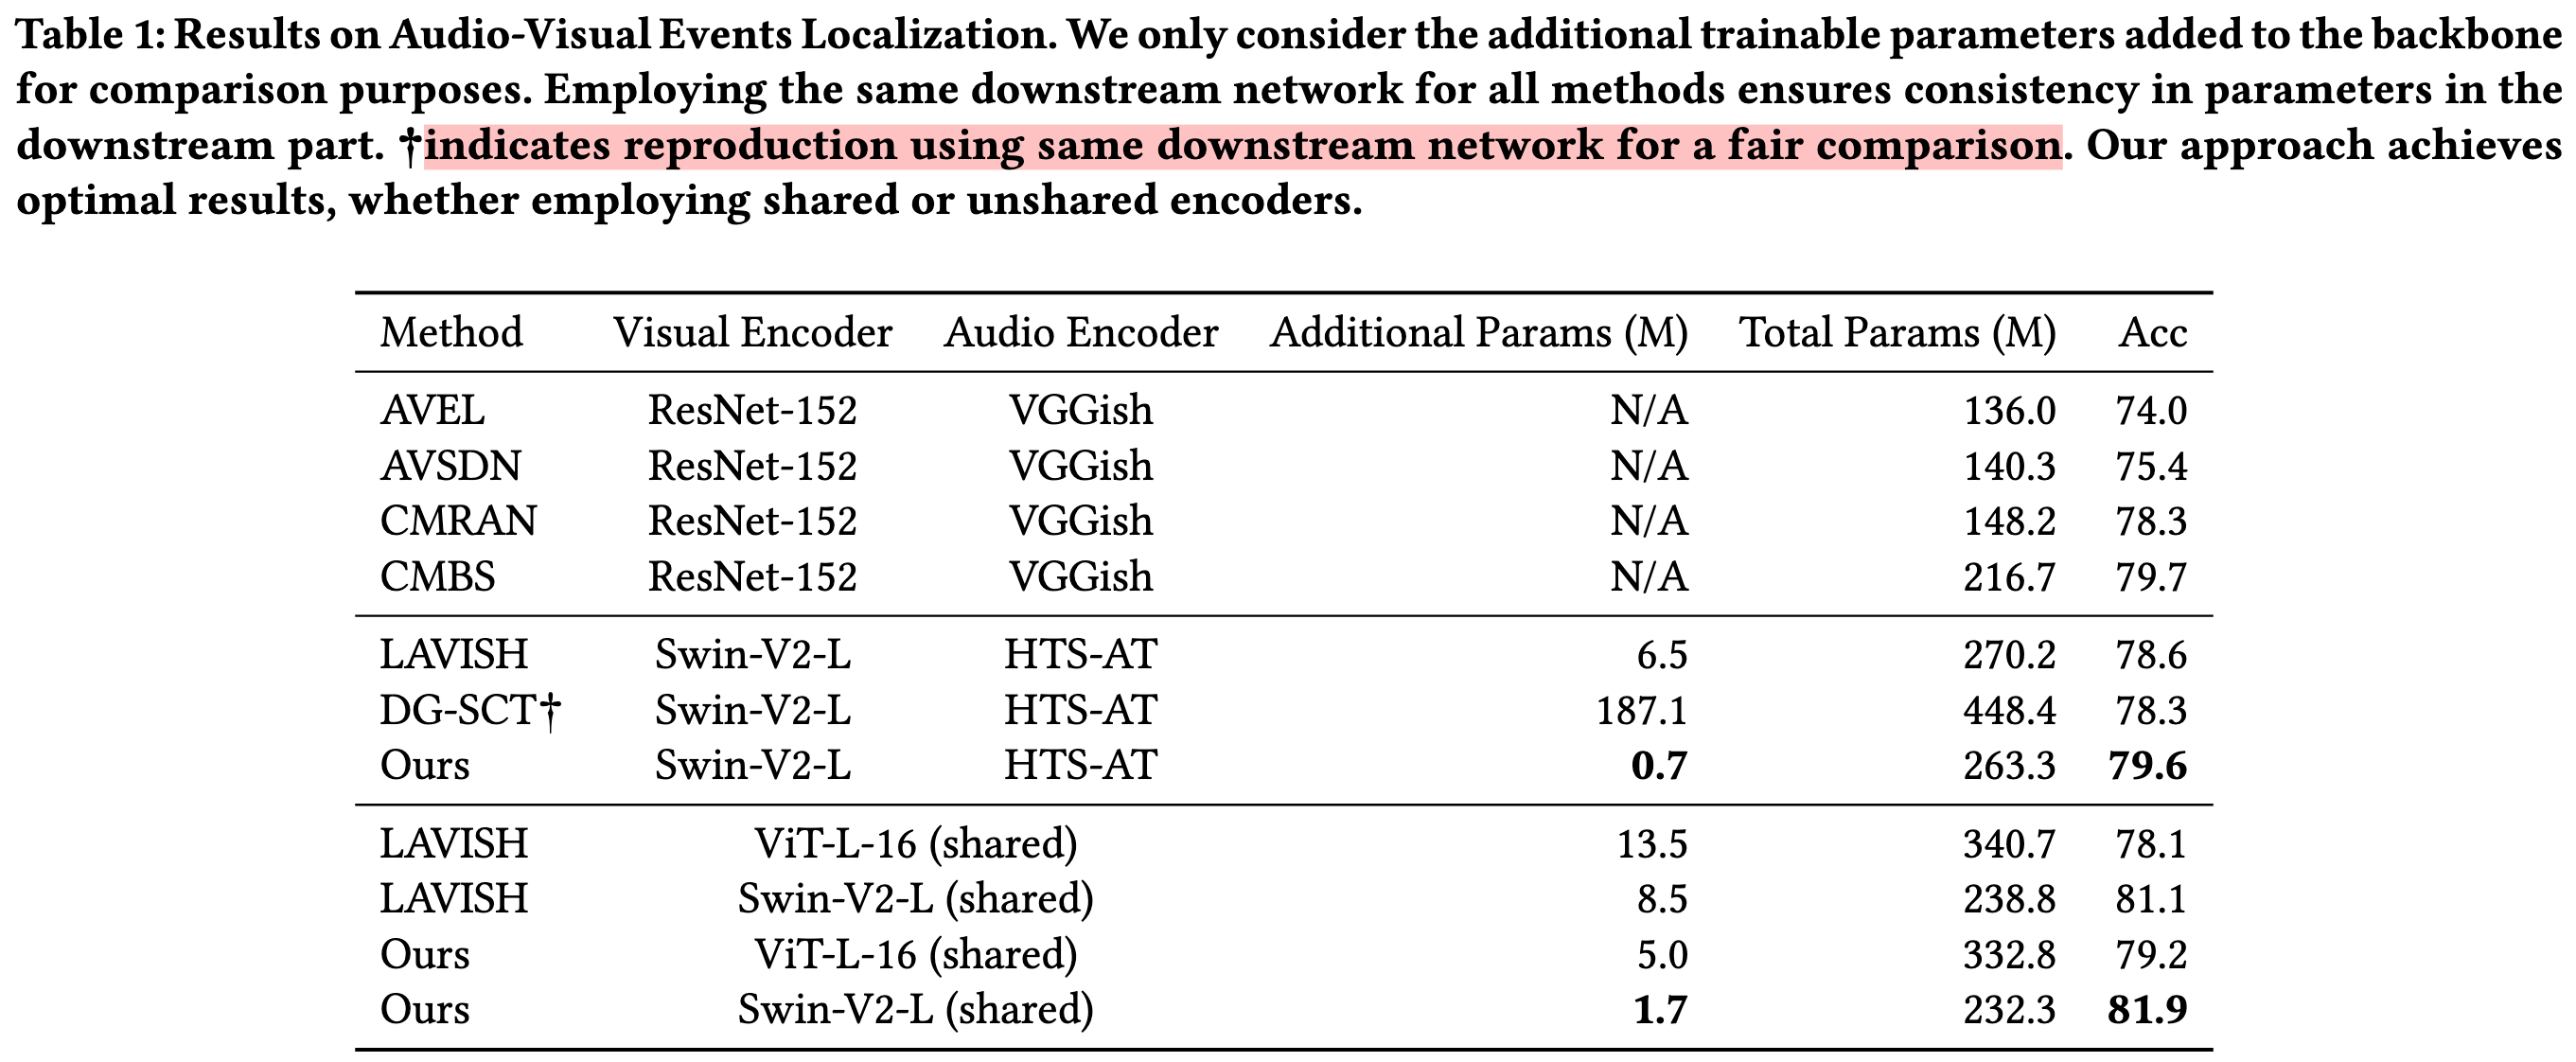 Table 1: Results on Audio-Visual Events Localization. We only consider the additional trainable parameters added to the backbone
for comparison purposes. Employing the same downstream network for all methods ensures consistency in parameters in the
downstream part. †indicates reproduction using same downstream network for a fair comparison. Our approach achieves
optimal results, whether employing shared or unshared encoders.
Method Visual Encoder Audio Encoder Additional Params (M) Total Params (M) Acc
AVEL ResNet-152 VGGish N/A 136.0 74.0
AVSDN ResNet-152 VGGish N/A 140.3 75.4
CMRAN ResNet-152 VGGish N/A 148.2 78.3
CMBS ResNet-152 VGGish N/A 216.7 79.7
LAVISH Swin-V2-L HTS-AT 6.5 270.2 78.6
DG-SCT† Swin-V2-L HTS-AT 187.1 448.4 78.3
Ours Swin-V2-L HTS-AT 0.7 263.3 79.6
LAVISH ViT-L-16 (shared) 13.5 340.7 78.1
LAVISH Swin-V2-L (shared) 8.5 238.8 81.1
Ours ViT-L-16 (shared) 5.0 332.8 79.2
Ours Swin-V2-L (shared) 1.7 232.3 81.9